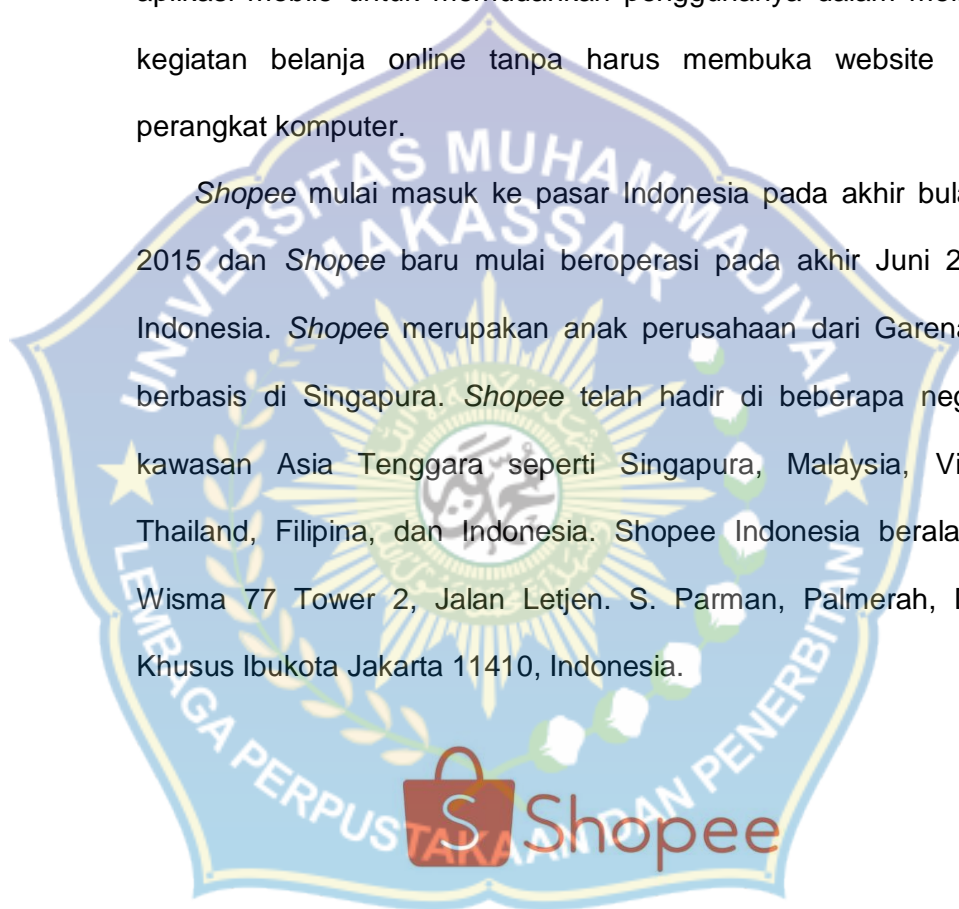 aplikasi mobile untuk memudahkan penggunanya dalam
kegiatan belanja online tanpa harus membuka website
perangkat komputer.
Shopee mulai masuk ke pasar Indonesia pada akhir bula
2015 dan Shopee baru mulai beroperasi pada akhir Juni 2
Indonesia. Shopee merupakan anak perusahaan dari Garena
berbasis di Singapura. Shopee telah hadir di beberapa neg
kawasan Asia Tenggara seperti Singapura, Malaysia, Vi
Thailand, Filipina, dan Indonesia. Shopee Indonesia berala
Wisma 77 Tower 2, Jalan Letjen. S. Parman, Palmerah,
Khusus Ibukota Jakarta 11410, Indonesia.
S Shopee
UNIVERSITAS MUHAMMADIYAH
MAKASSAR
LEMBAGA PERPUSTAKAAN DAN PENERBITAN